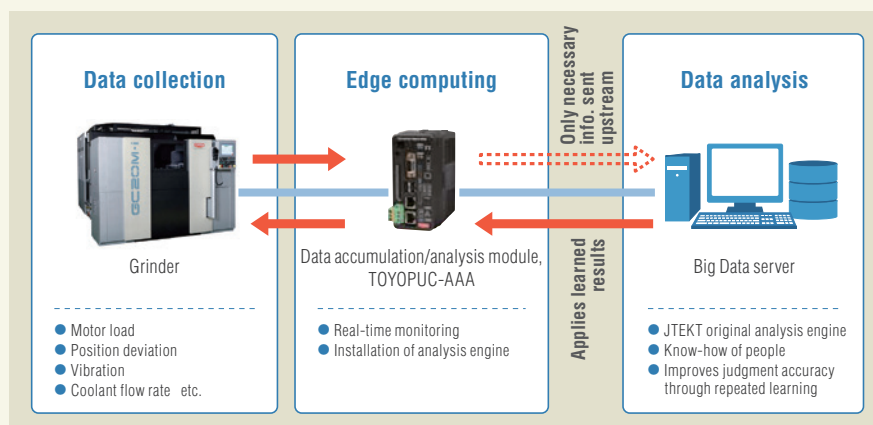 Data collection
GC20M-i
Grinder
Motor load
Position deviation
Vibration
Coolant flow rate etc.
Edge computing
Data accumulation/analysis module,
TOYOPUC-AAA
Real-time monitoring
Installation of analysis engine
Only necessary
info. sent
upstream
Applies learned
results
Data analysis
Big Data server
JTEKT original analysis engine
Know-how of people
Improves judgment accuracy
through repeated learning